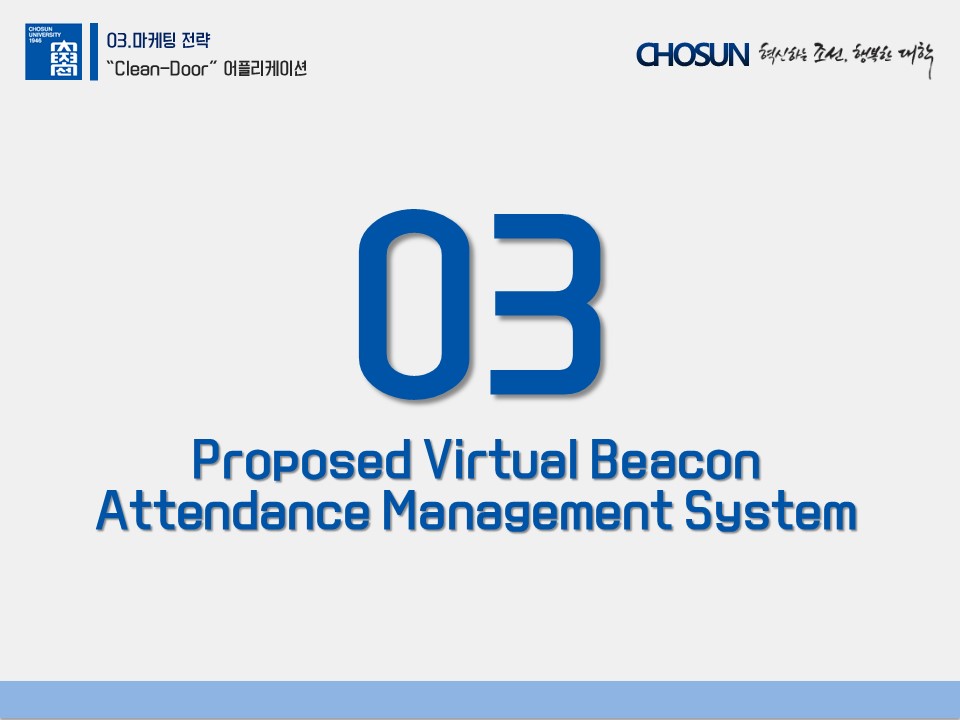 CHOSUN
UNIVERSITY
1946
03.마케팅 전략
“Clean-Door” 어플리케이션
CHOSUN 혁신하는 조선, 행복한 대학
03
Proposed Virtual Beacon
Attendance Management System